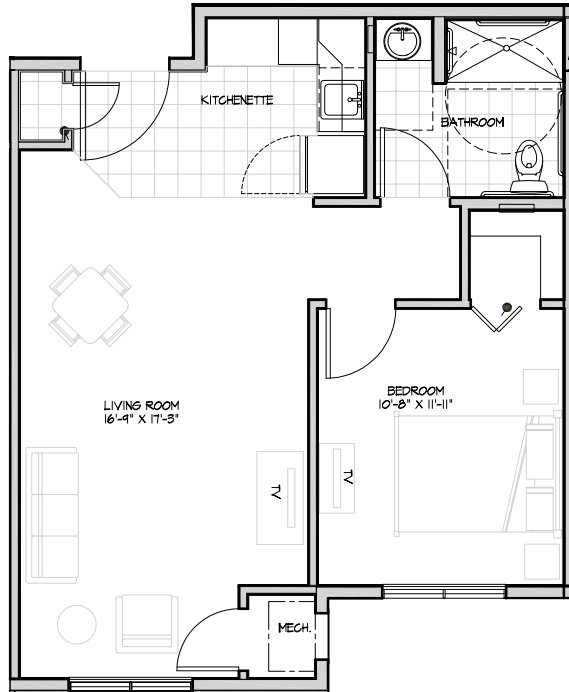 KITCHENETTE
BATHROOM
LIVING ROOM
16'-9" X 17'-3"
BEDROOM
10'-8" X 11'-11"
TV
TV
MECH.